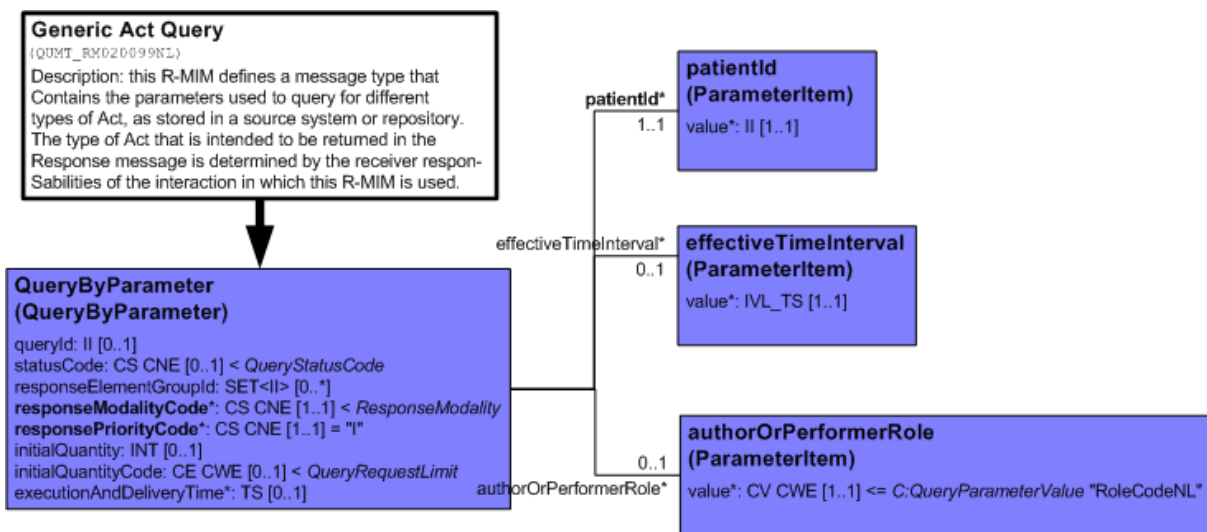 Generic Act Query
(QUMT_RM020099NL)
Description: this R-MIM defines a message type that
Contains the parameters used to query for different
types of Act, as stored in a source system or repository.
The type of Act that is intended to be returned in the
Response message is determined by the receiver respon-
Sabilities of the interaction in which this R-MIM is used.
QueryByParameter
(QueryByParameter)
queryId: II [0..1]
statusCode: CS CNE [0..1] < QueryStatusCode
responseElementGroupId: SET<II> [0..*]
responseModalityCode*: CS CNE [1..1] < ResponseModality
responsePriorityCode*: CS CNE [1..1] = "I"
initialQuantity: INT [0..1]
initialQuantityCode: CE CWE [0..1] < QueryRequestLimit
executionAndDeliveryTime*: TS [0..1]
patientId*
1..1
patientId
(ParameterItem)
value*: II [1..1]
effectiveTimeInterval*
0..1
effectiveTimeInterval
(ParameterItem)
value*: IVL_TS [1..1]
0..1
authorOrPerformerRole*
authorOrPerformerRole
(ParameterItem)
value*: CV CWE [1..1] <= C:QueryParameterValue "RoleCodeNL"